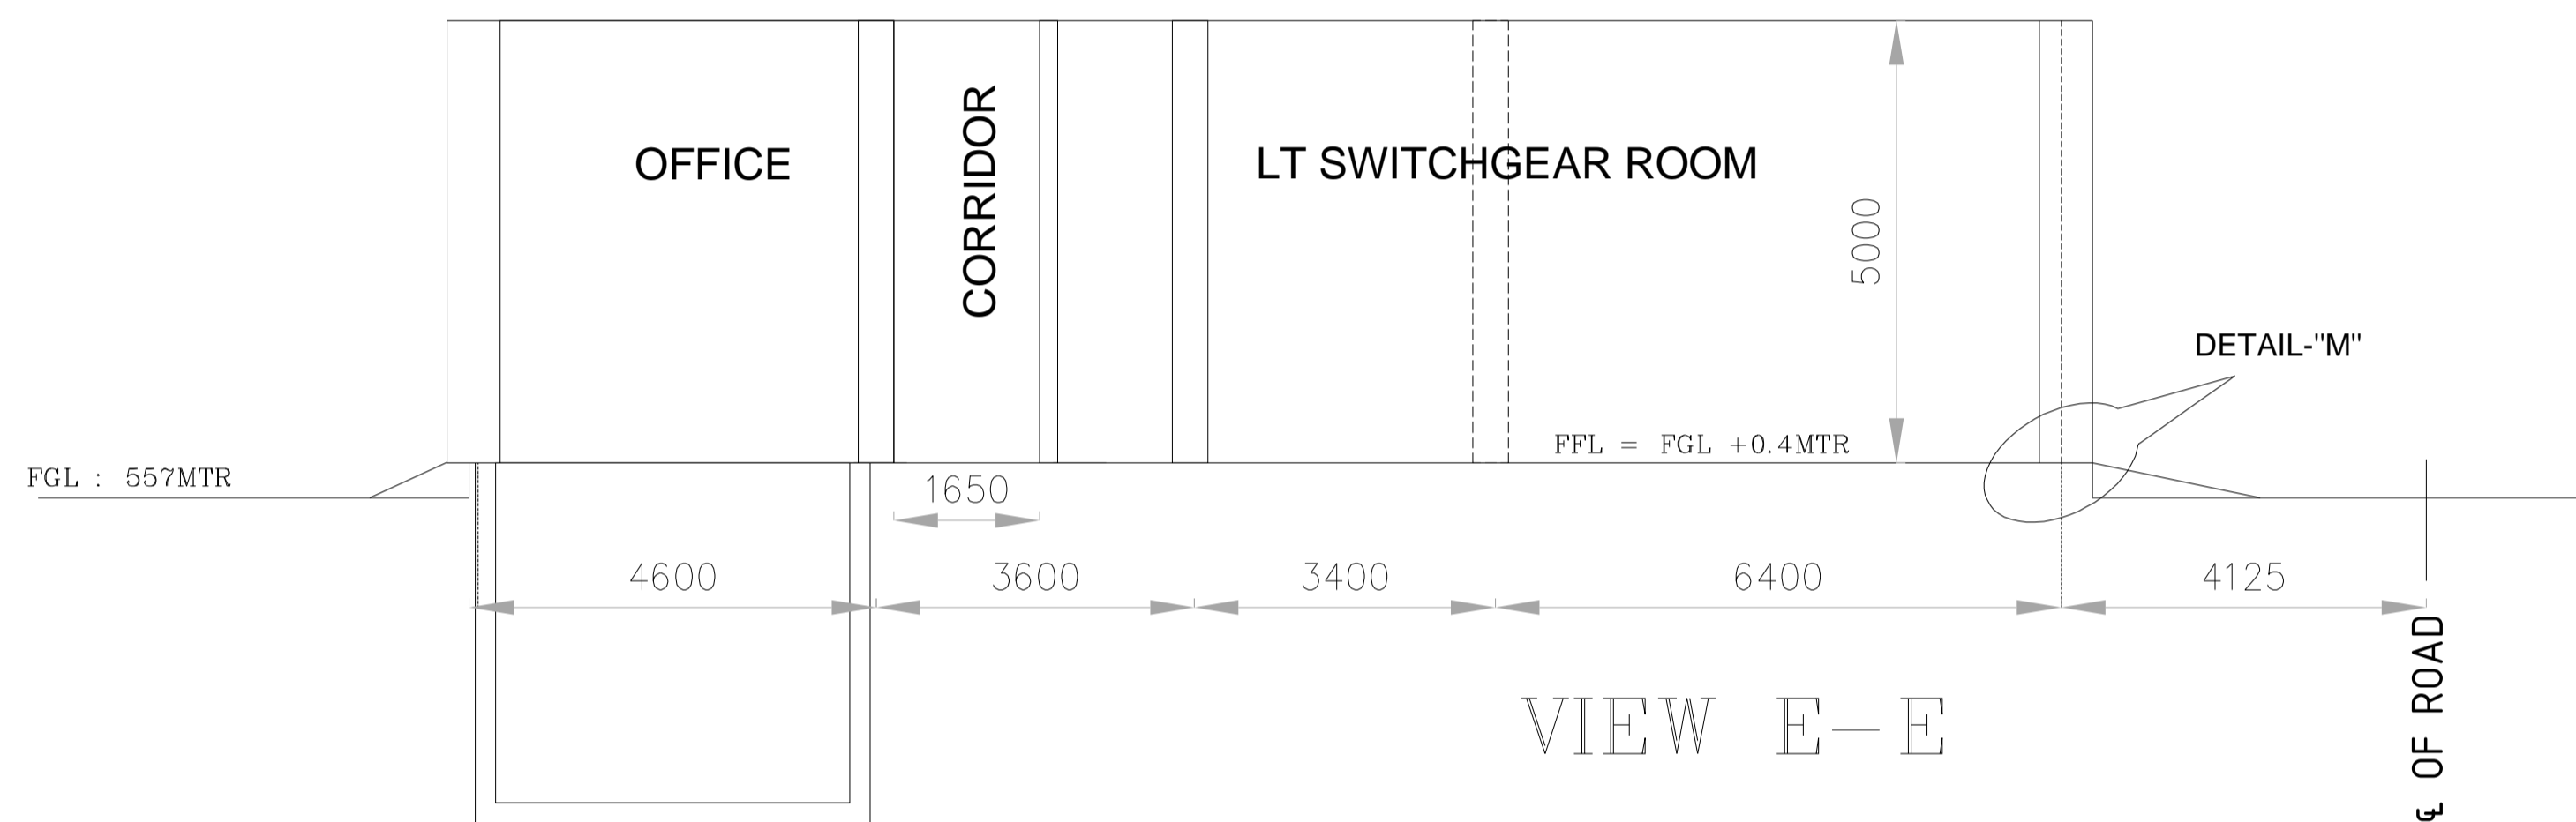 OFFICE
CORRIDOR
LT SWITCHGEAR ROOM
5000
DETAIL-"M"
FFL = FGL +0.4MTR
FGL : 557MTR
1650
4600
3600
3400
6400
4125
VIEW E-E
℄ OF ROAD